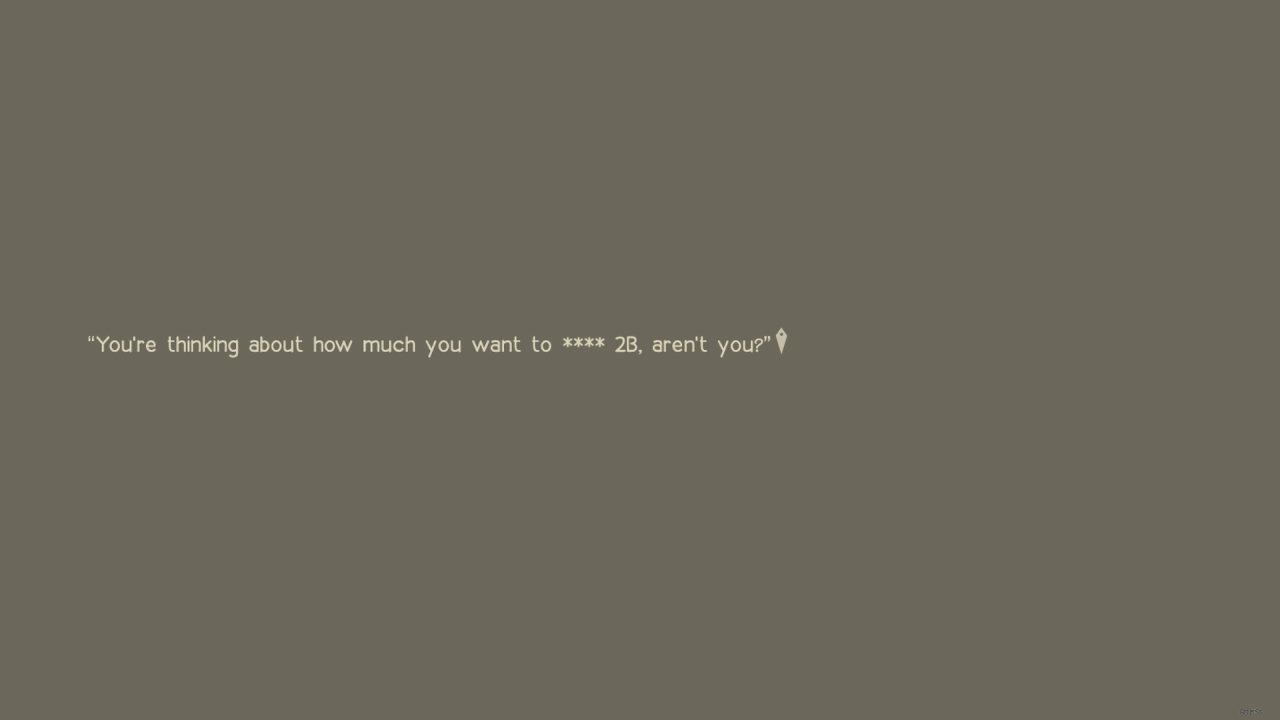 “You're thinking about how much you want to **** 2B, aren't you?”